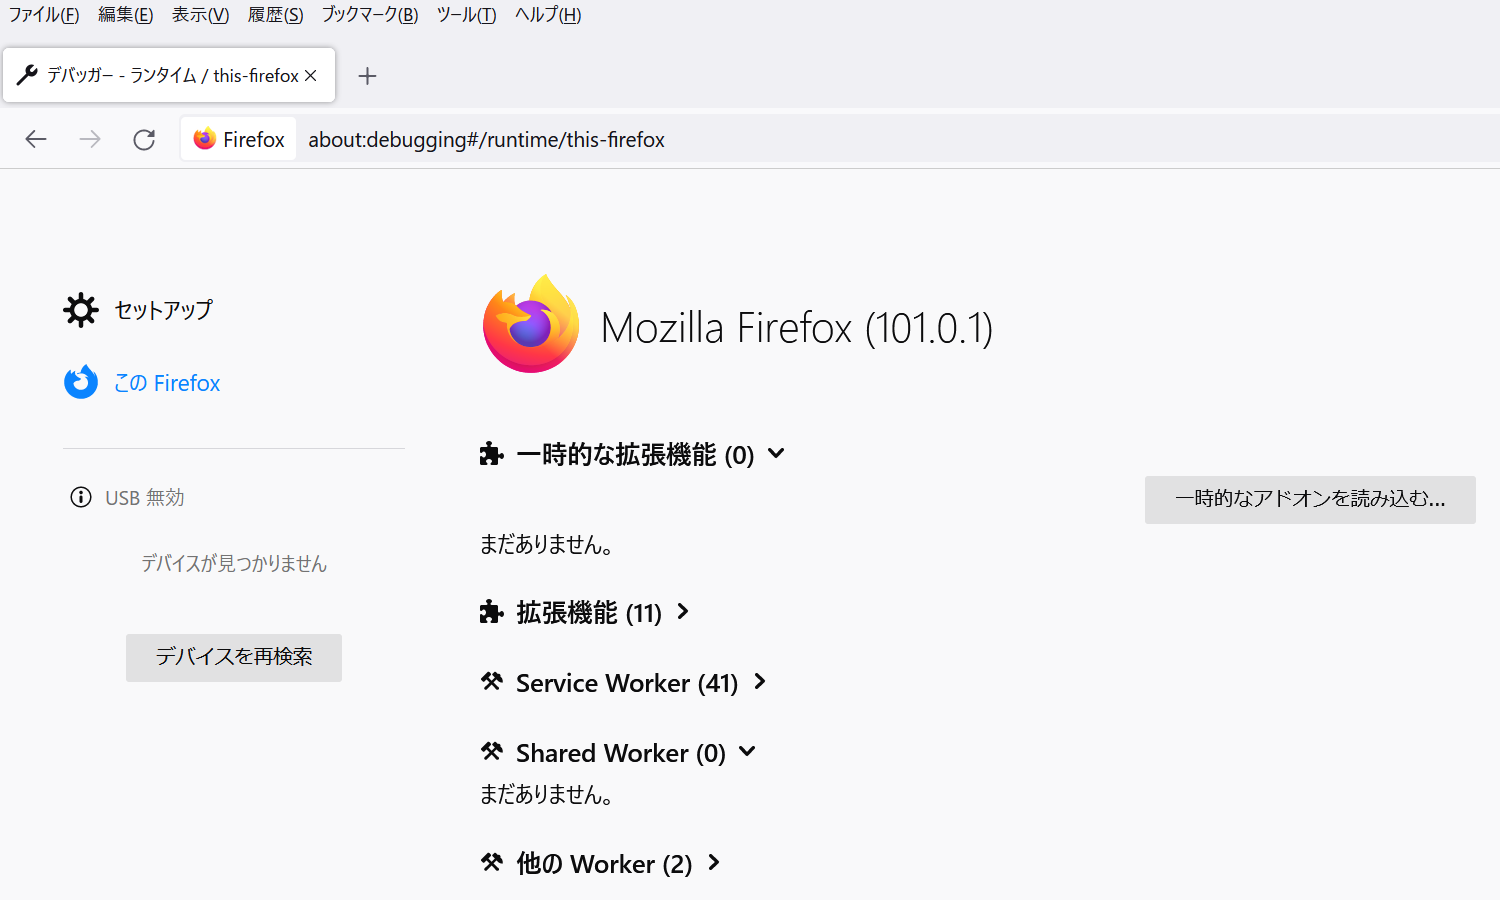 ファイル(F) 編集(E) 表示(V) 履歴(S) ブックマーク(B) ツール(T) ヘルプ(H)
デバッガー - ランタイム / this-firefox
Firefox about:debugging#/runtime/this-firefox
セットアップ
この Firefox
USB 無効
デバイスが見つかりません
デバイスを再検索
Mozilla Firefox (101.0.1)
一時的な拡張機能 (0)
一時的なアドオンを読み込む...
まだありません。
拡張機能 (11)
Service Worker (41)
Shared Worker (0)
まだありません。
他の Worker (2)